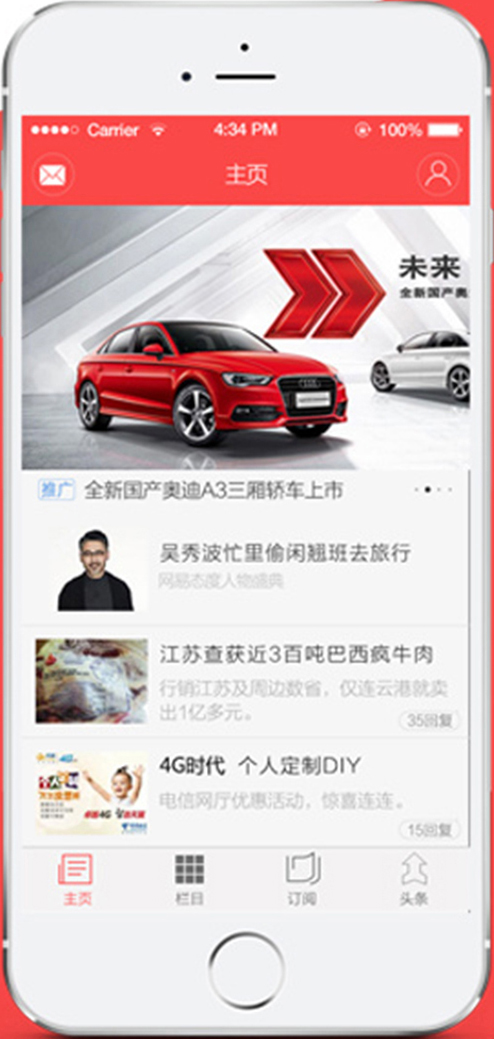 Carrier 4:34 PM 100%
主页
未来
全新国产奥
推广 全新国产奥迪A3三厢轿车上市
吴秀波忙里偷闲翘班去旅行
网易态度人物盛典
江苏查获近3百吨巴西疯牛肉
行销江苏及周边数省，仅连云港就卖
出1亿多元。
35回复
4G时代 个人定制DIY
电信网厅优惠活动，惊喜连连。
15回复
主页 栏目 订阅 头条